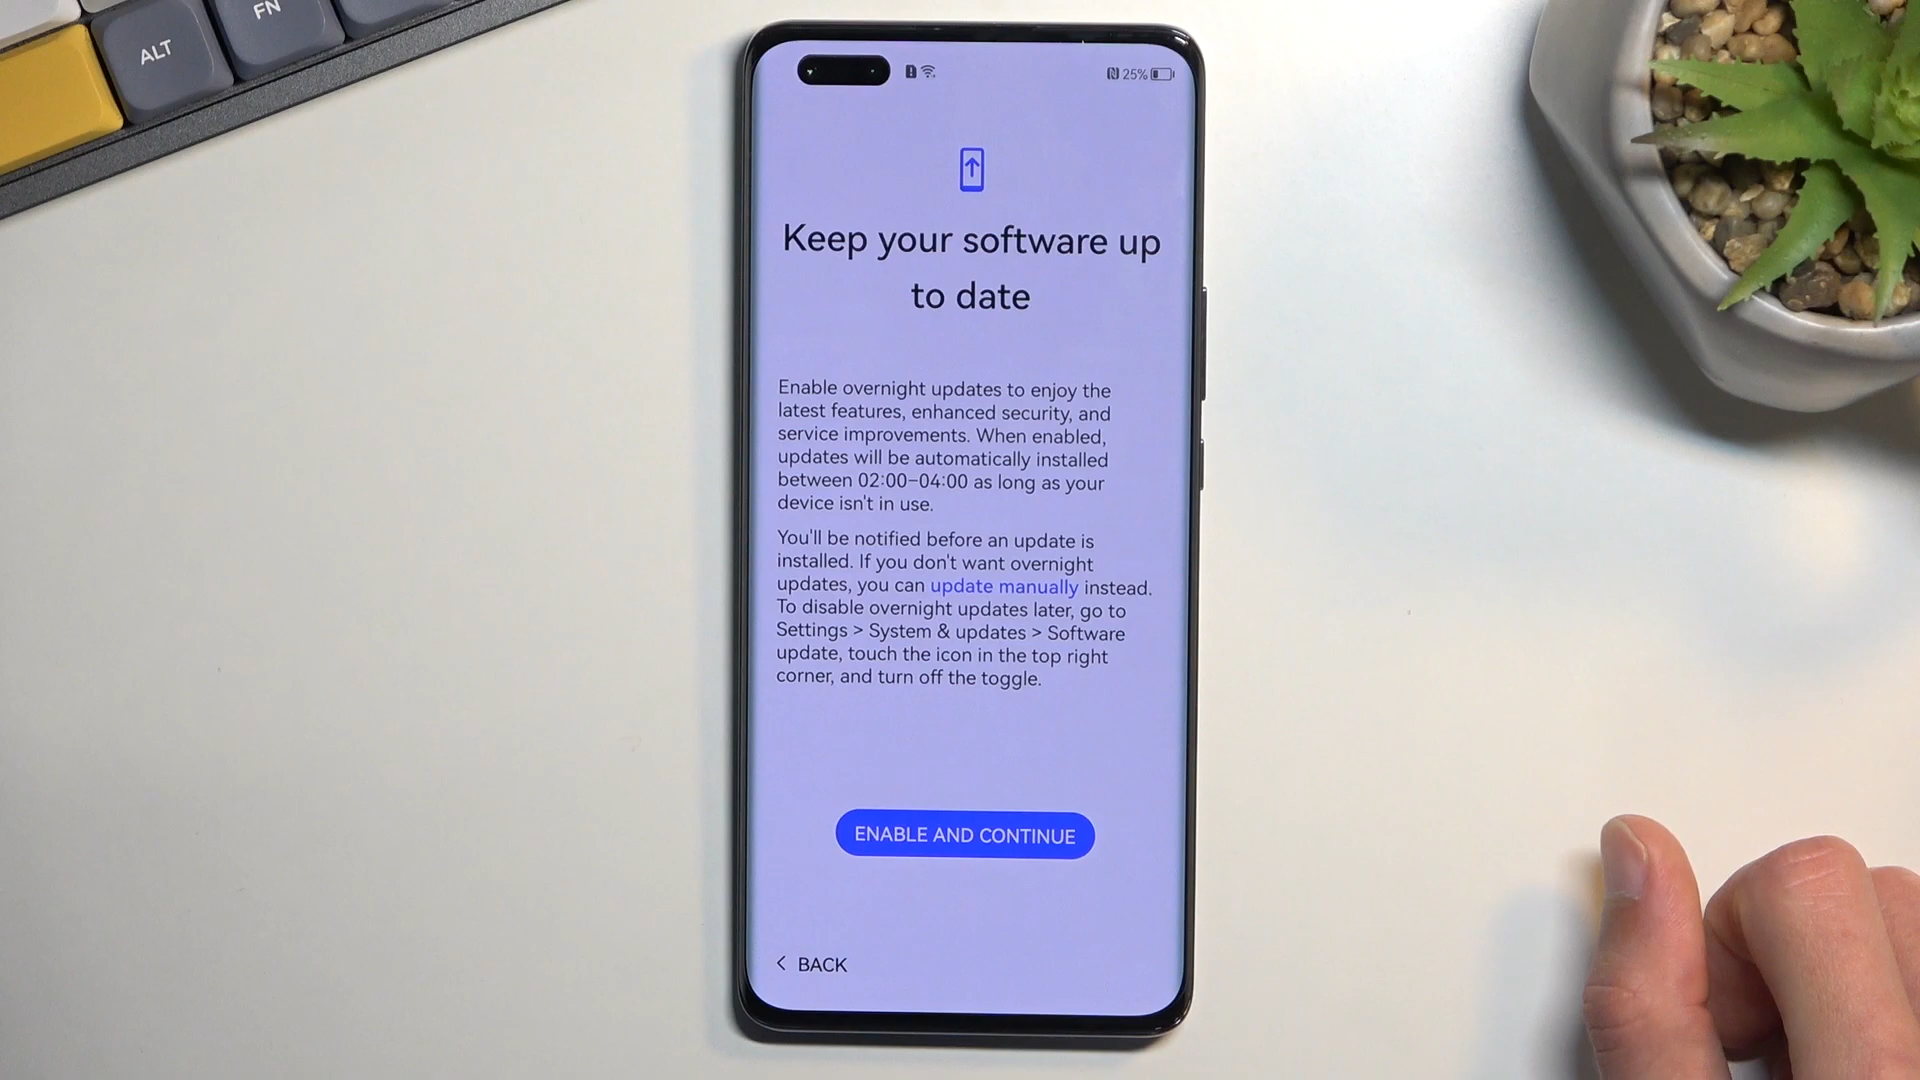 ALT
FN
25%
Keep your software up
to date
Enable overnight updates to enjoy the
latest features, enhanced security, and
service improvements. When enabled,
updates will be automatically installed
between 02:00–04:00 as long as your
device isn't in use.
You'll be notified before an update is
installed. If you don't want overnight
updates, you can update manually instead.
To disable overnight updates later, go to
Settings > System & updates > Software
update, touch the icon in the top right
corner, and turn off the toggle.
ENABLE AND CONTINUE
< BACK